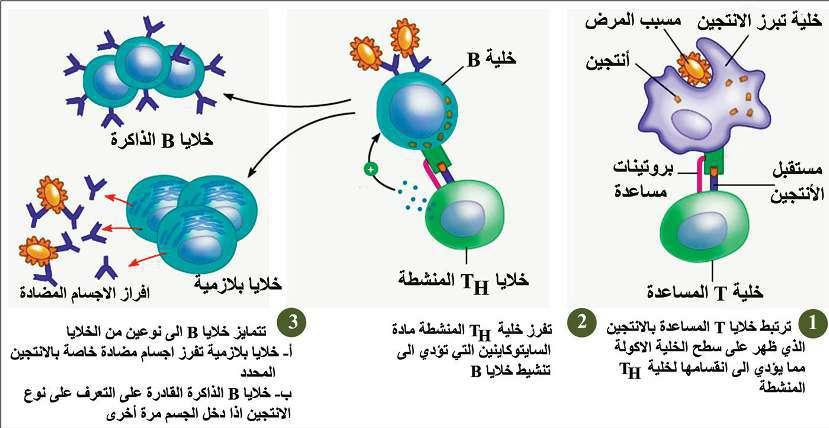 مسبب المرض
خلية تبرز الانتجين
أنتجين
مستقبل
الأنتجين
بروتينات
مساعدة
خلية T المساعدة
1
ترتبط خلايا T المساعدة بالانتجين
الذي ظهر على سطح الخلية الاكولة
مما يؤدي الى انقسامها لخلية TH
المنشطة
خلية B
+
خلايا TH المنشطة
2
تفرز خلية TH المنشطة مادة
السايتوكاينين التي تؤدي الى
تنشيط خلايا B
خلايا B الذاكرة
خلايا بلازمية
افراز الاجسام المضادة
3
تتمايز خلايا B الى نوعين من الخلايا
أ- خلايا بلازمية تفرز اجسام مضادة خاصة بالانتجين
المحدد
ب- خلايا B الذاكرة القادرة على التعرف على نوع
الانتجين اذا دخل الجسم مرة أخرى